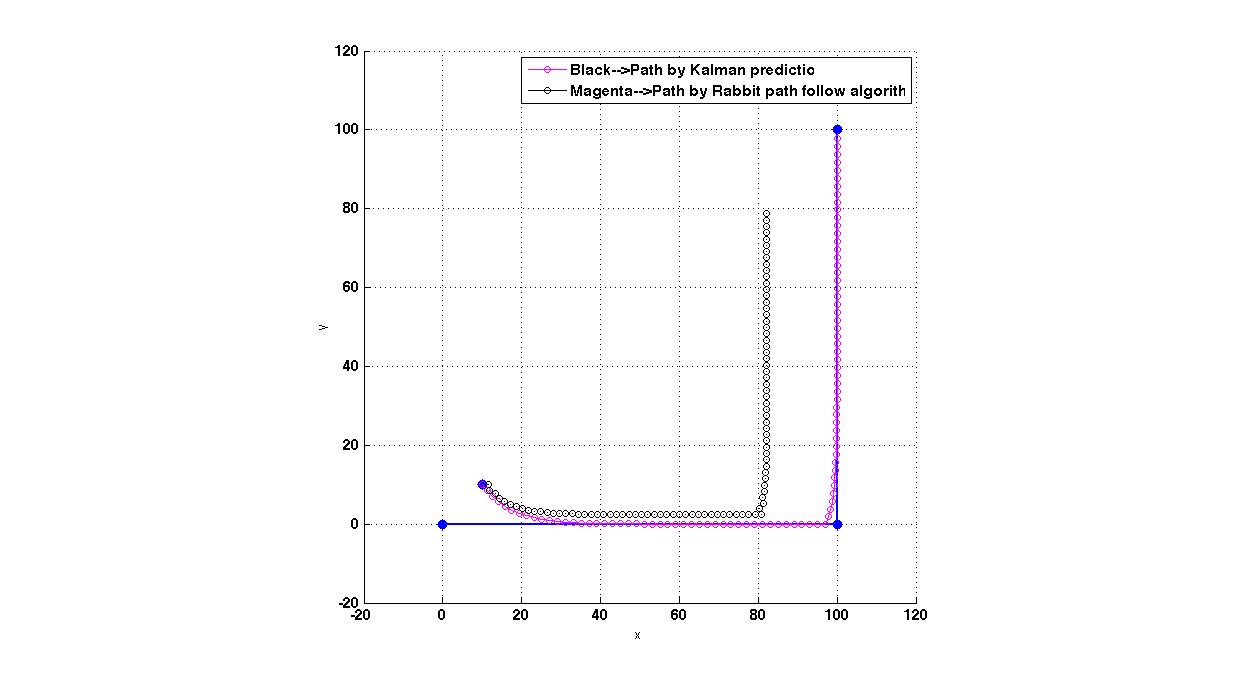 120
Black-->Path by Kalman predictio
Magenta-->Path by Rabbit path follow algorith
100
80
60
y
40
20
0
-20
-20 0 20 40 60 80 100 120
x